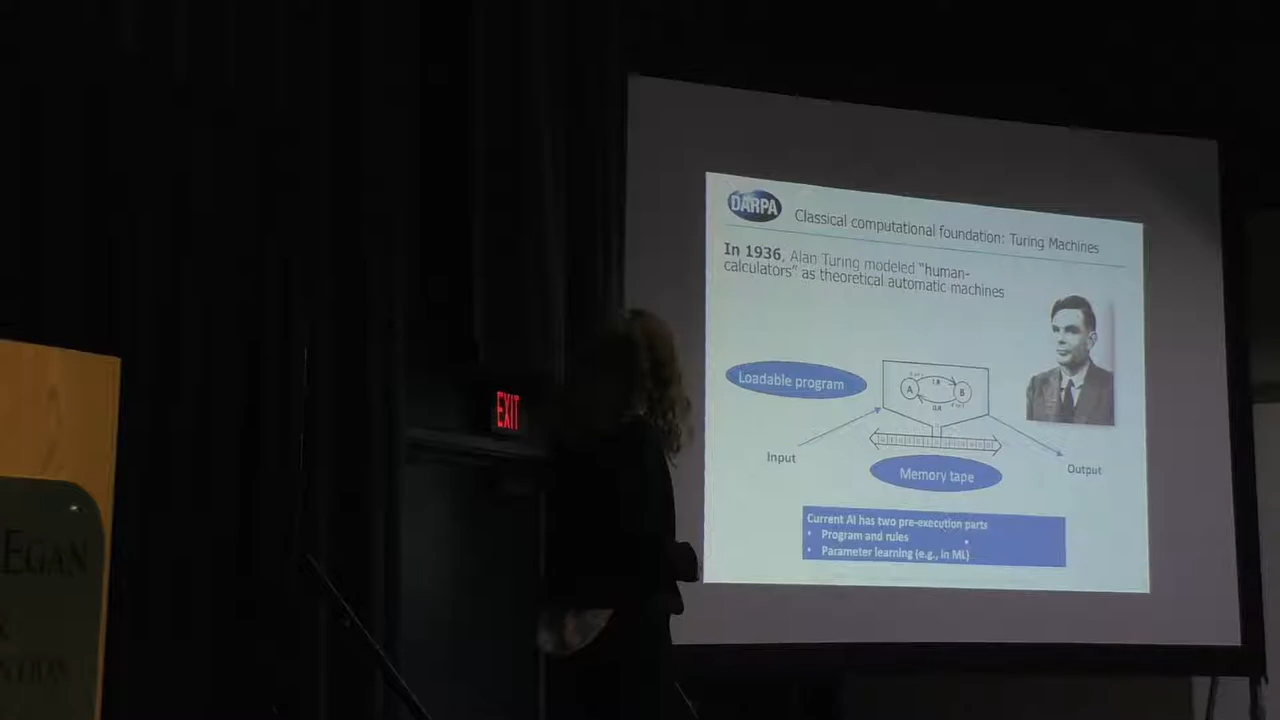 DARPA
Classical computational foundation: Turing Machines
In 1936, Alan Turing modeled "human-
calculators" as theoretical automatic machines
Loadable program
A
B
Input
Memory tape
Output
Current AI has two pre-execution parts
• Program and rules
• Parameter learning (e.g., in ML)
EXIT
EGAN